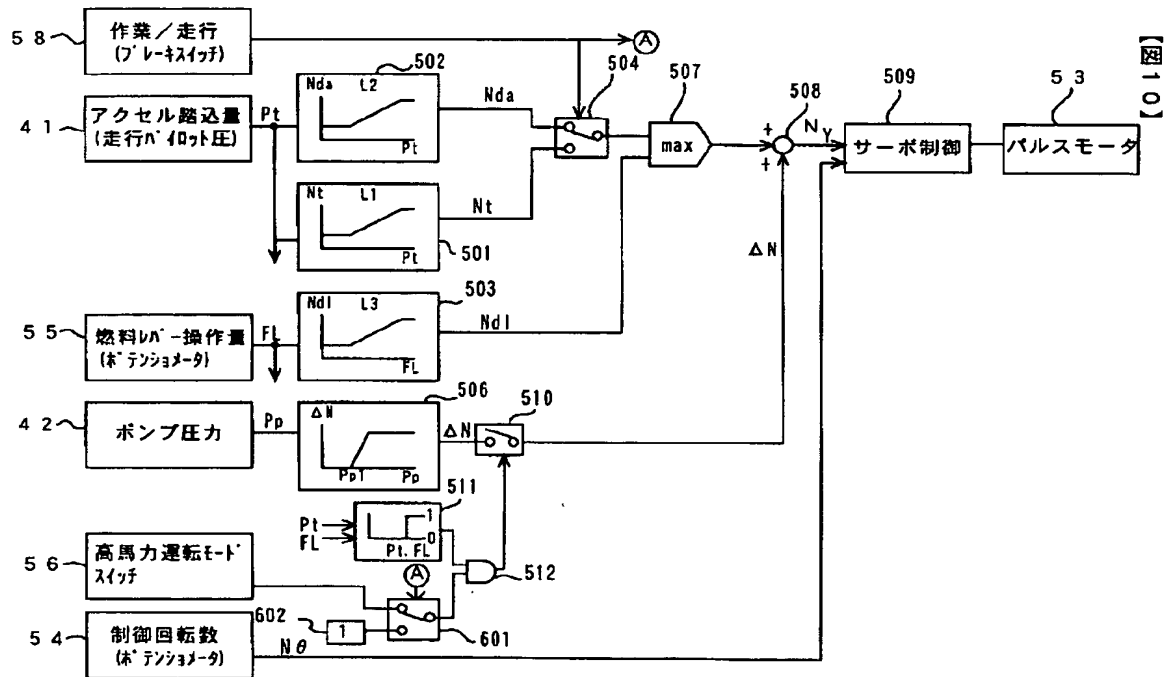 【図10】
58
作業／走行
(ブレーキスイッチ)
A
41
アクセル踏込量
(走行パイロット圧)
Pt
502
Nda
L2
Pt
Nda
504
507
max
508
+
+
Nγ
509
サーボ制御
53
パルスモータ
Nt
L1
Pt
501
Nt
ΔN
55
燃料レバー操作量
(ポテンショメータ)
FL
503
Ndl
L3
FL
Ndl
42
ポンプ圧力
Pp
506
ΔN
Pp1
Pp
ΔN
510
511
Pt
FL
1
0
Pt.FL
512
56
高馬力運転モード
スイッチ
A
602
1
601
54
制御回転数
(ポテンショメータ)
Nθ